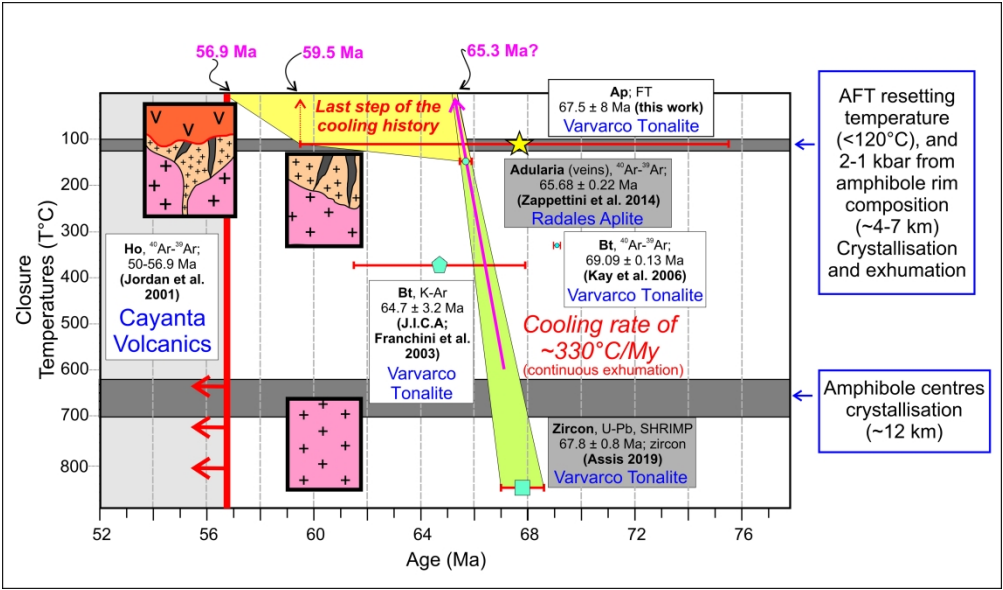 56.9 Ma
59.5 Ma
65.3 Ma?
Last step of the
cooling history
Ap; FT
67.5 ± 8 Ma (this work)
Varvarco Tonalite
V V
V
+ + +
+ +
+ +
+ +
+ +
+ +
Adularia (veins), ⁴⁰Ar-³⁹Ar;
65.68 ± 0.22 Ma
(Zappettini et al. 2014)
Radales Aplite
Ho, ⁴⁰Ar-³⁹Ar;
50-56.9 Ma
(Jordan et al.
2001)
Cayanta
Volcanics
Bt, ⁴⁰Ar-³⁹Ar;
69.09 ± 0.13 Ma
(Kay et al. 2006)
Varvarco Tonalite
Bt, K-Ar
64.7 ± 3.2 Ma
(J.I.C.A;
Franchini et al.
2003)
Varvarco
Tonalite
Cooling rate of
~330°C/My
(continuous exhumation)
Zircon, U-Pb, SHRIMP
67.8 ± 0.8 Ma; zircon
(Assis 2019)
Varvarco Tonalite
AFT resetting
temperature
(<120°C), and
2-1 kbar from
amphibole rim
composition
(~4-7 km)
Crystallisation
and exhumation
Amphibole centres
crystallisation
(~12 km)
Closure
Temperatures (T°C)
100
200
300
400
500
600
700
800
52 54 56 58 60 62 64 66 68 70 72 74 76
Age (Ma)